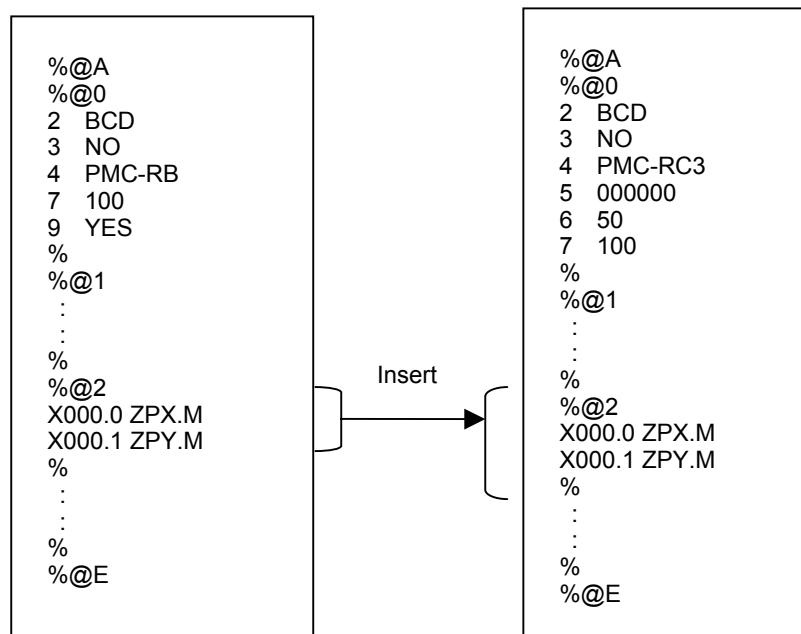 %@A
%@0
2 BCD
3 NO
4 PMC-RB
7 100
9 YES
%
%@1
:
:
%
%@2
X000.0 ZPX.M
X000.1 ZPY.M
%
:
:
%
%@E
Insert
%@A
%@0
2 BCD
3 NO
4 PMC-RC3
5 000000
6 50
7 100
%
%@1
:
:
%
%@2
X000.0 ZPX.M
X000.1 ZPY.M
%
:
:
%
%@E